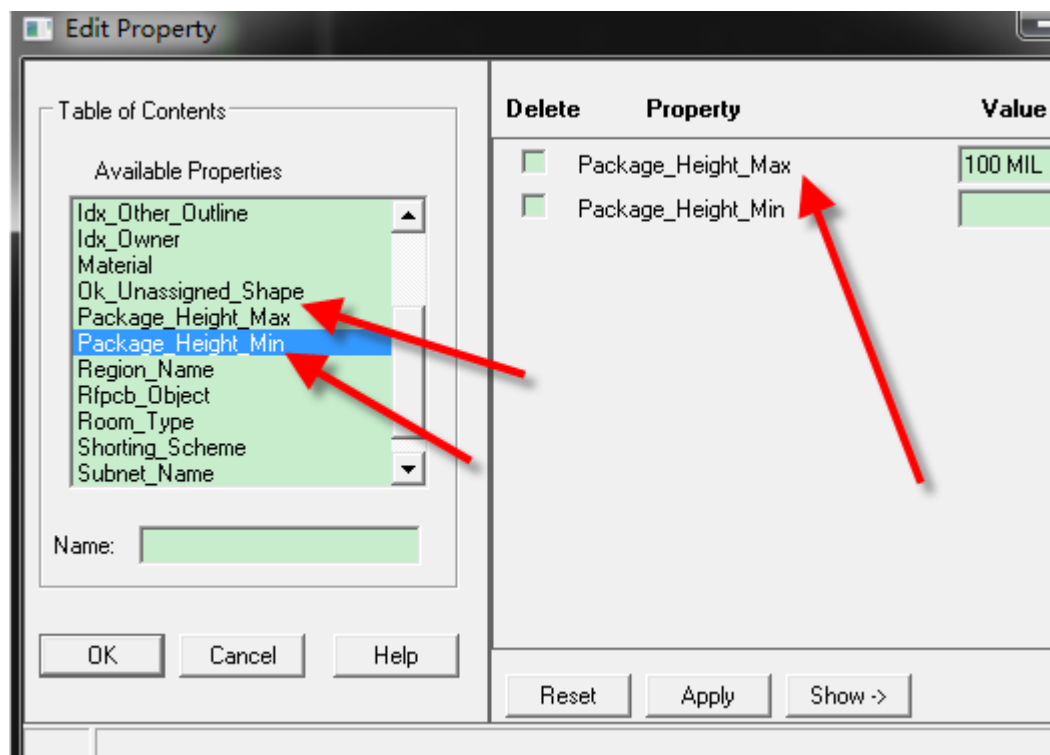 Edit Property
Table of Contents
Available Properties
Idx_Other_Outline
Idx_Owner
Material
Ok_Unassigned_Shape
Package_Height_Max
Package_Height_Min
Region_Name
Rfpcb_Object
Room_Type
Shorting_Scheme
Subnet_Name
Name:
OK Cancel Help
Delete Property Value
Package_Height_Max 100 MIL
Package_Height_Min
Reset Apply Show ->